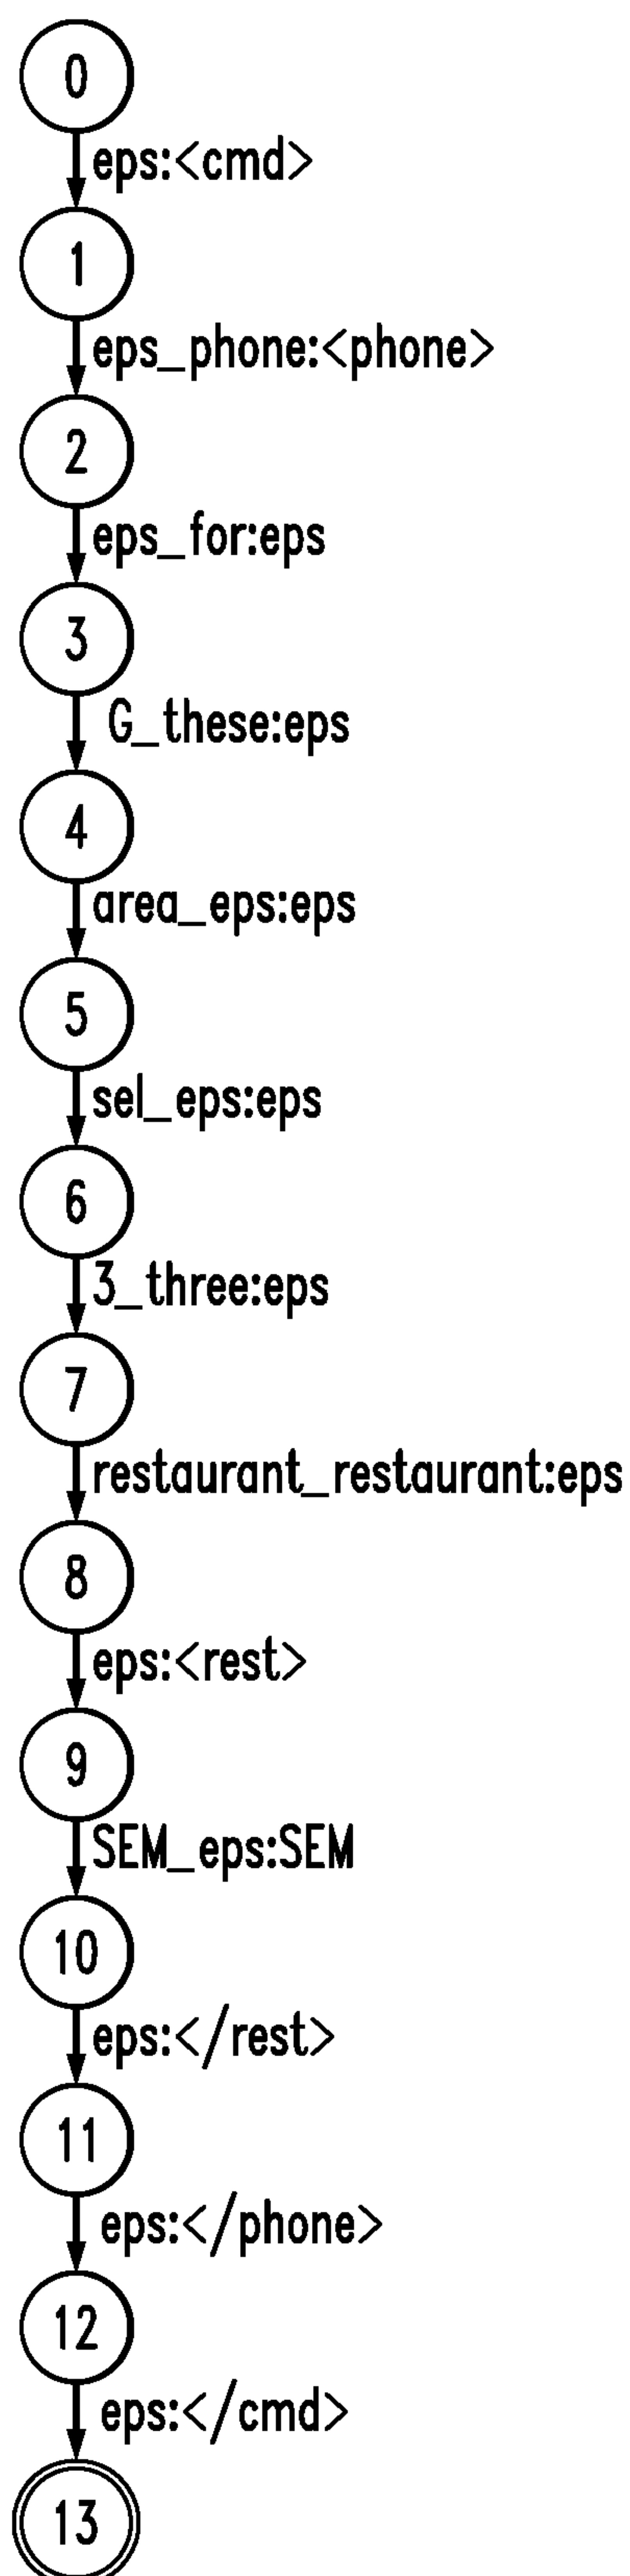 0
eps:<cmd>
1
eps_phone:<phone>
2
eps_for:eps
3
G_these:eps
4
area_eps:eps
5
sel_eps:eps
6
3_three:eps
7
restaurant_restaurant:eps
8
eps:<rest>
9
SEM_eps:SEM
10
eps:</rest>
11
eps:</phone>
12
eps:</cmd>
13